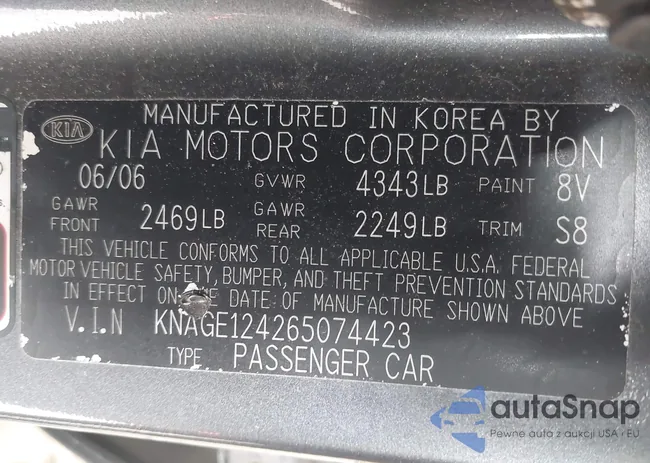 MANUFACTURED IN KOREA BY
KIA
KIA MOTORS CORPORATION
06/06 GVWR 4343LB PAINT 8V
GAWR FRONT 2469LB GAWR REAR 2249LB TRIM S8
THIS VEHICLE CONFORMS TO ALL APPLICABLE U.S.A. FEDERAL
MOTOR VEHICLE SAFETY, BUMPER, AND THEFT PREVENTION STANDARDS
IN EFFECT ON THE DATE OF MANUFACTURE SHOWN ABOVE
V.I.N KNAGE124265074423
TYPE PASSENGER CAR
autaSnap
Pewne auta z aukcji USA i EU